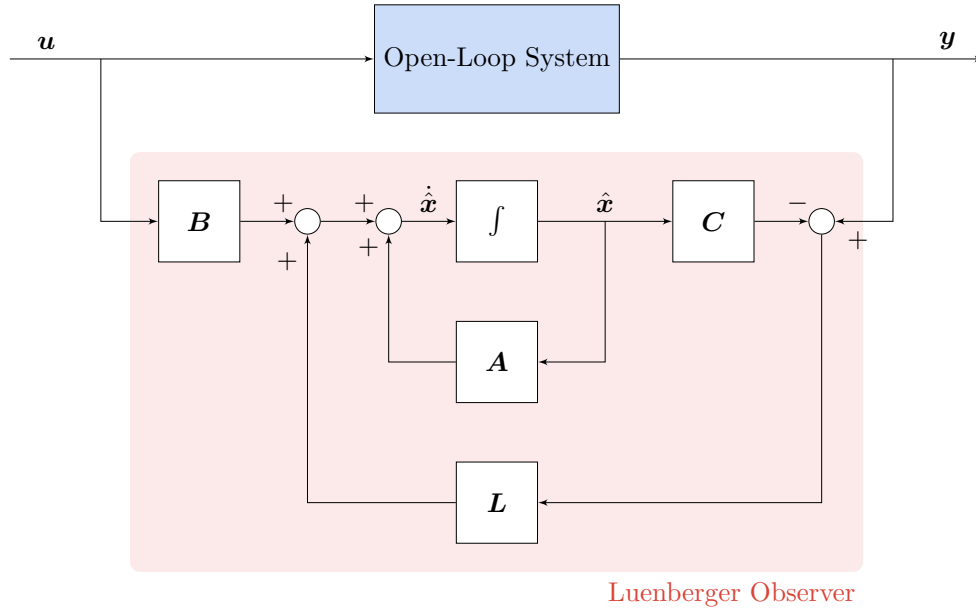 u
Open-Loop System
y
B
+
+
+
+
ẋ̂
∫
x̂
C
−
+
A
L
Luenberger Observer